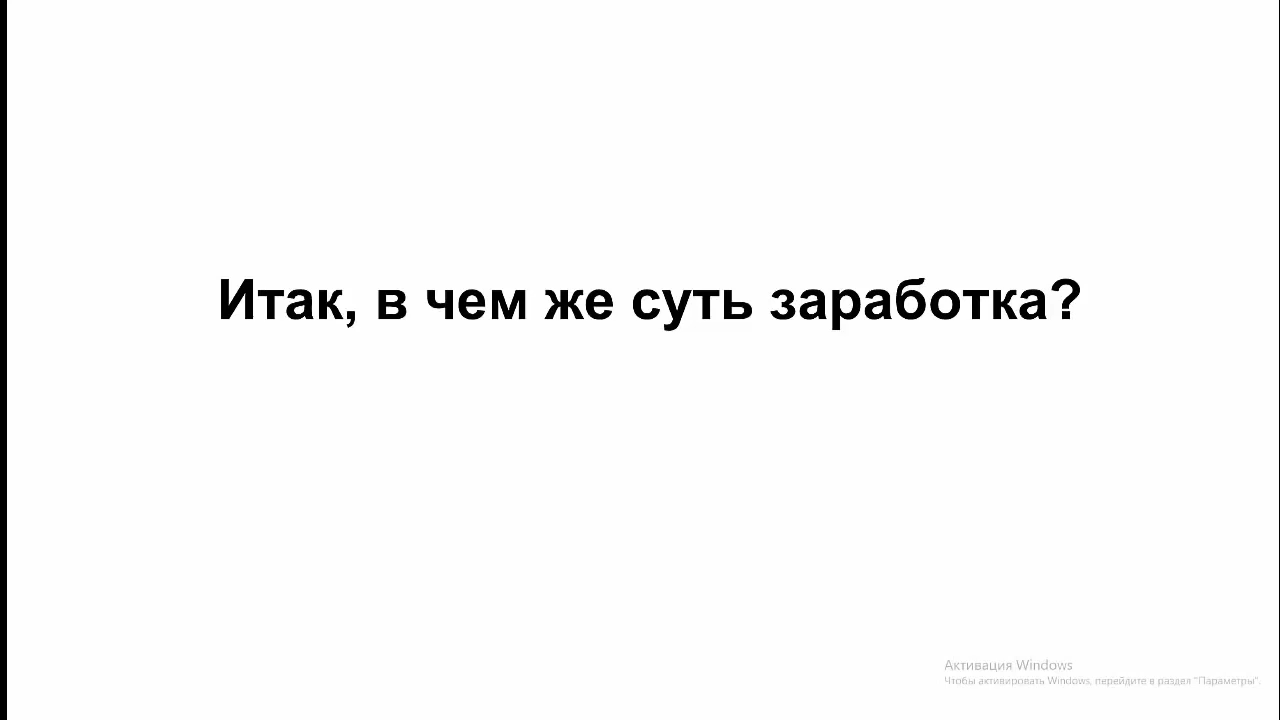 Итак, в чем же суть заработка?
Активация Windows
Чтобы активировать Windows, перейдите в раздел "Параметры".